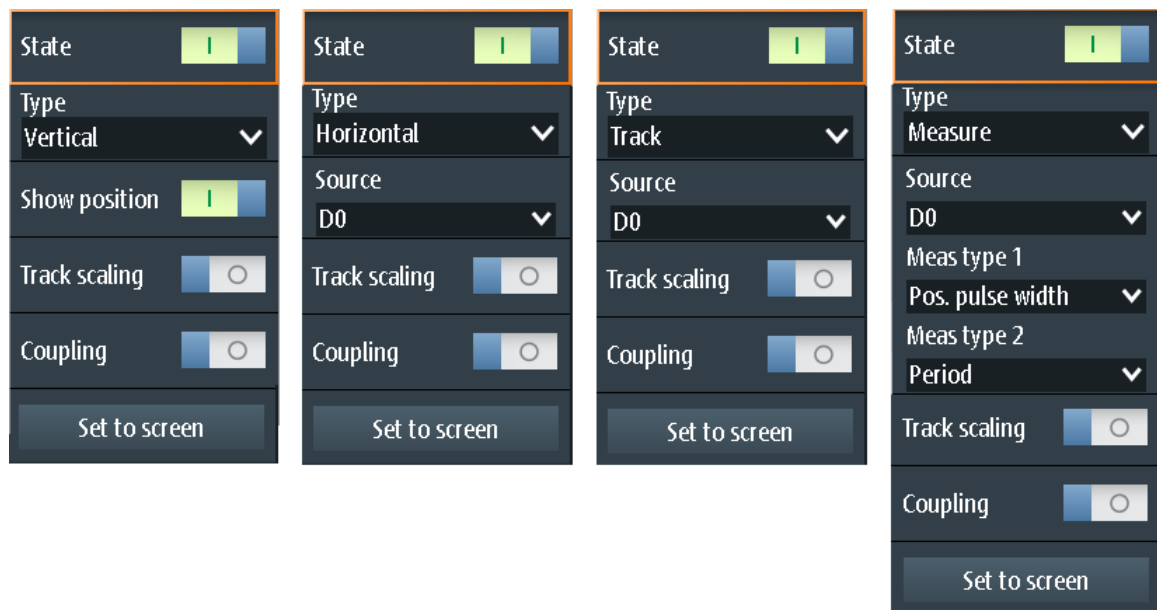 State
Type
Vertical
Show position
Track scaling
Coupling
Set to screen
State
Type
Horizontal
Source
D0
Track scaling
Coupling
Set to screen
State
Type
Track
Source
D0
Track scaling
Coupling
Set to screen
State
Type
Measure
Source
D0
Meas type 1
Pos. pulse width
Meas type 2
Period
Track scaling
Coupling
Set to screen